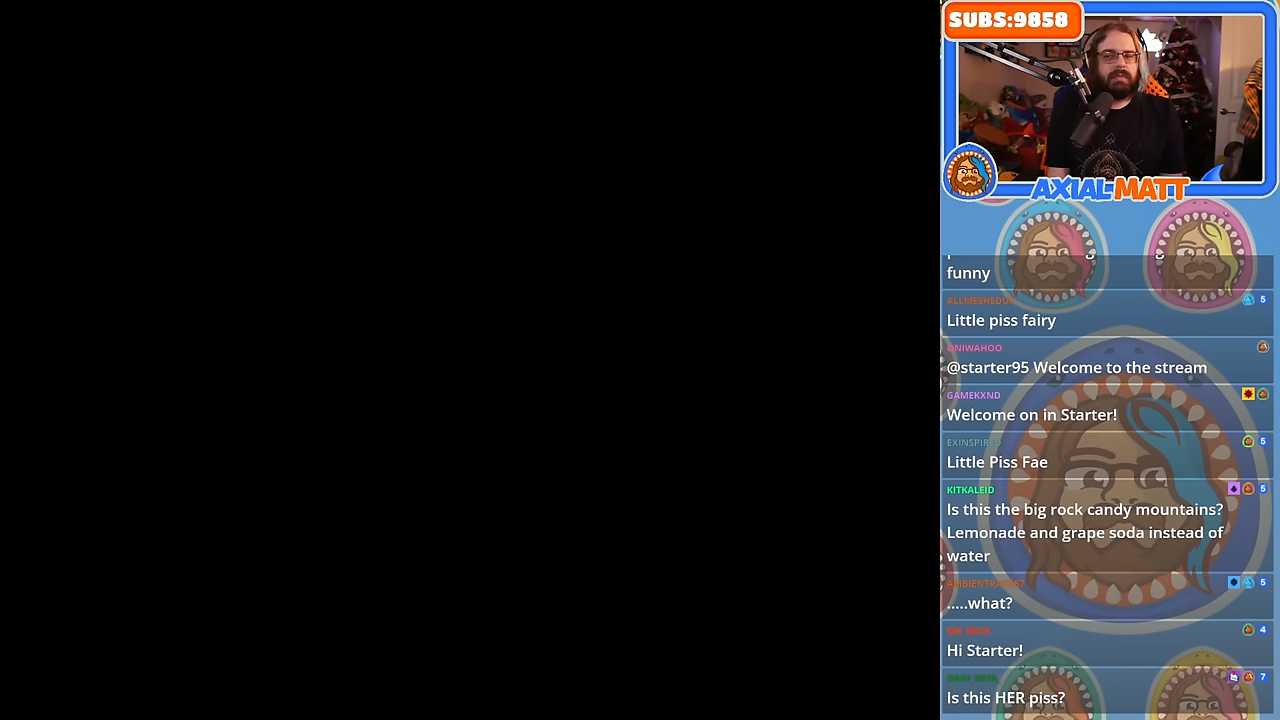 SUBS:9858
AXIAL MATT
funny
ALLMESHEDUP
Little piss fairy
ONIWAHOO
@starter95 Welcome to the stream
GAMEKXND
Welcome on in Starter!
EXINSPIRED
Little Piss Fae
KITKALEID
Is this the big rock candy mountains?
Lemonade and grape soda instead of
water
.....what?
Hi Starter!
Is this HER piss?